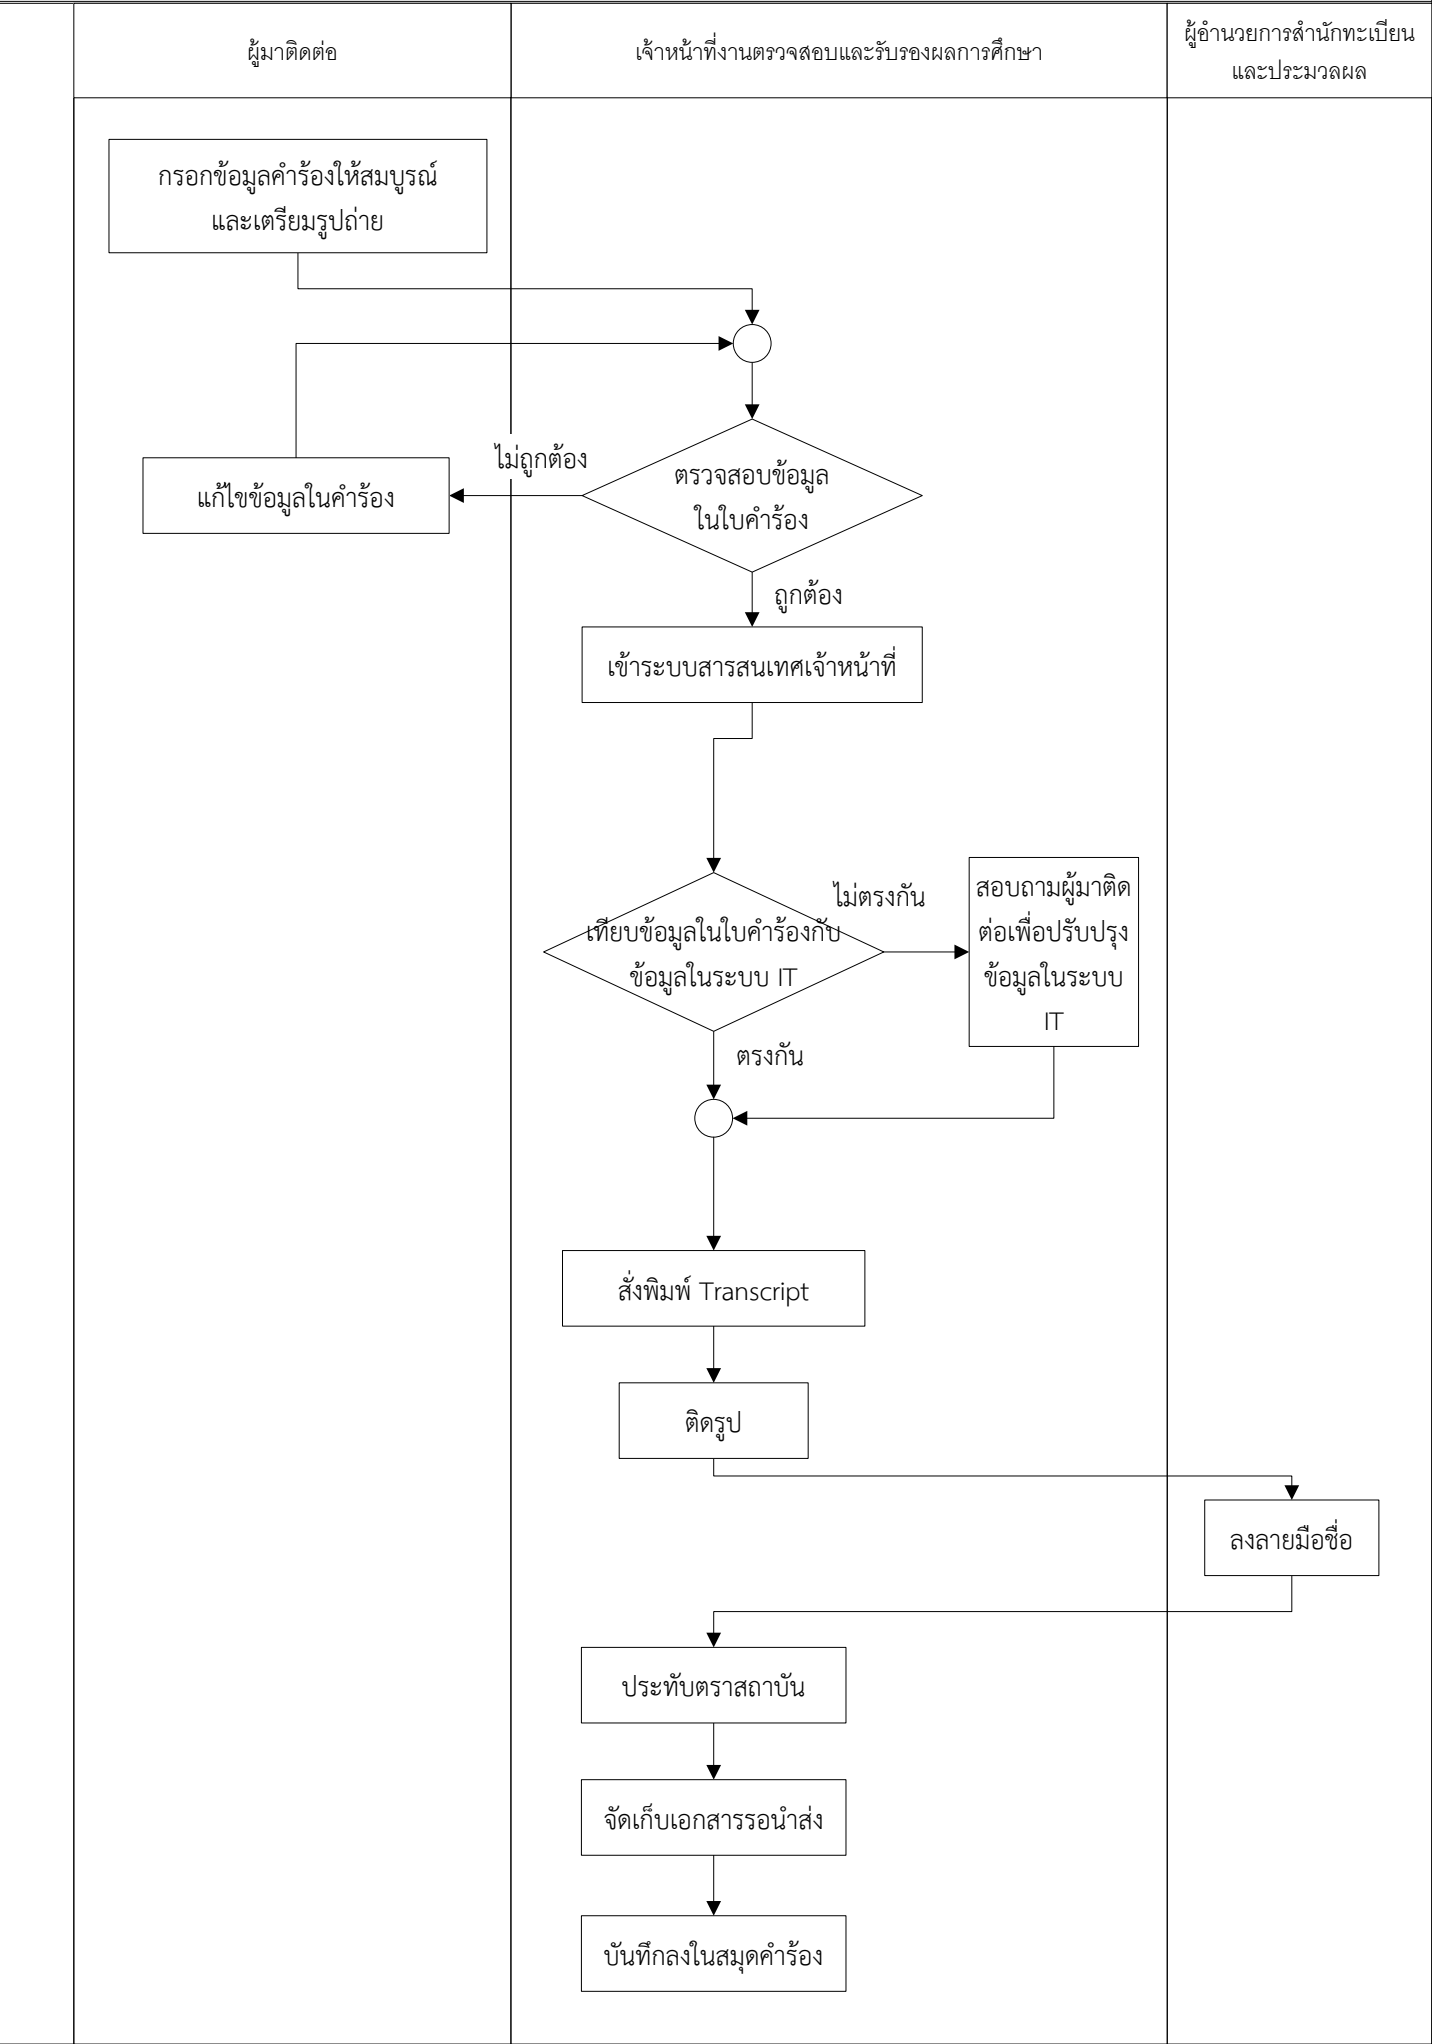 ผู้มาติดต่อ
เจ้าหน้าที่งานตรวจสอบและรับรองผลการศึกษา
ผู้อำนวยการสำนักทะเบียน
และประมวลผล
กรอกข้อมูลคำร้องให้สมบูรณ์
และเตรียมรูปถ่าย
ไม่ถูกต้อง
แก้ไขข้อมูลในคำร้อง
ตรวจสอบข้อมูล
ในใบคำร้อง
ถูกต้อง
เข้าระบบสารสนเทศเจ้าหน้าที่
เทียบข้อมูลในใบคำร้องกับ
ข้อมูลในระบบ IT
ไม่ตรงกัน
สอบถามผู้มาติด
ต่อเพื่อปรับปรุง
ข้อมูลในระบบ
IT
ตรงกัน
สั่งพิมพ์ Transcript
ติดรูป
ลงลายมือชื่อ
ประทับตราสถาบัน
จัดเก็บเอกสารรอนำส่ง
บันทึกลงในสมุดคำร้อง